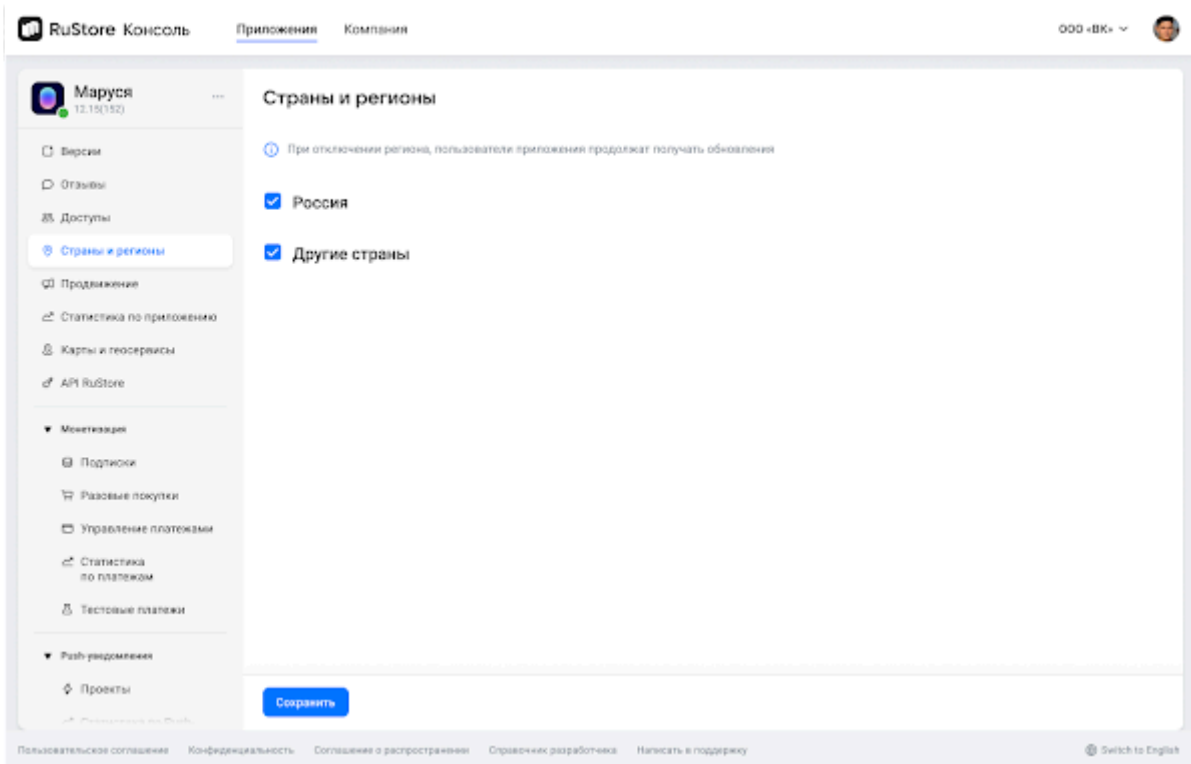 RuStore Консоль
Приложения
Компания
ООО «ВК»
Маруся
12.15(152)
Версии
Отзывы
Доступы
Страны и регионы
Продвижение
Статистика по приложению
Карты и геосервисы
API RuStore
Монетизация
Подписки
Разовые покупки
Управление платежами
Статистика
по платежам
Тестовые платежи
Push-уведомления
Проекты
Статистика по Push
Страны и регионы
При отключении региона, пользователи приложения продолжат получать обновления
Россия
Другие страны
Сохранить
Пользовательское соглашение
Конфиденциальность
Соглашение о распространении
Справочник разработчика
Написать в поддержку
Switch to English